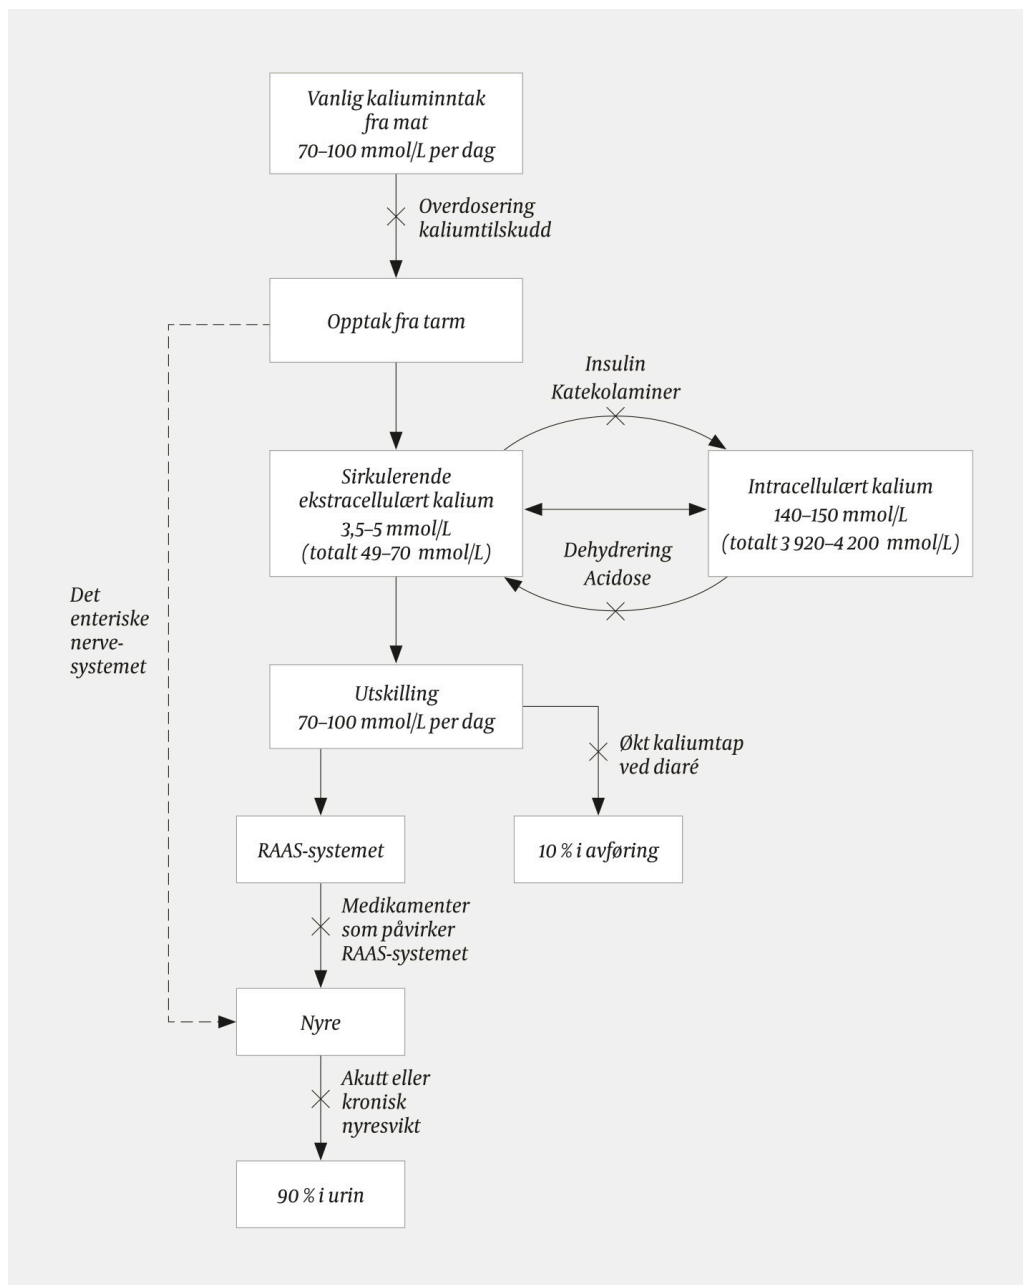 Vanlig kaliuminntak
fra mat
70–100 mmol/L per dag
Overdosering
kaliumtilskudd
Opptak fra tarm
Insulin
Katekolaminer
Sirkulerende
ekstracellulært kalium
3,5–5 mmol/L
(totalt 49–70 mmol/L)
Intracellulært kalium
140–150 mmol/L
(totalt 3 920–4 200 mmol/L)
Dehydrering
Acidose
Det
enteriske
nerve-
systemet
Utskilling
70–100 mmol/L per dag
Økt kaliumtap
ved diaré
RAAS-systemet
10 % i avføring
Medikamenter
som påvirker
RAAS-systemet
Nyre
Akutt eller
kronisk
nyresvikt
90 % i urin